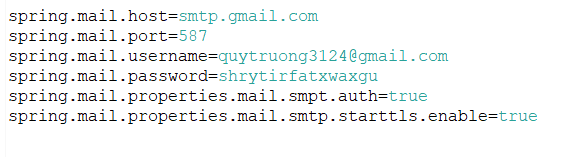 spring.mail.host=smtp.gmail.com
spring.mail.port=587
spring.mail.username=quytruong3124@gmail.com
spring.mail.password=shrytirfatxwaxgu
spring.mail.properties.mail.smpt.auth=true
spring.mail.properties.mail.smtp.starttls.enable=true